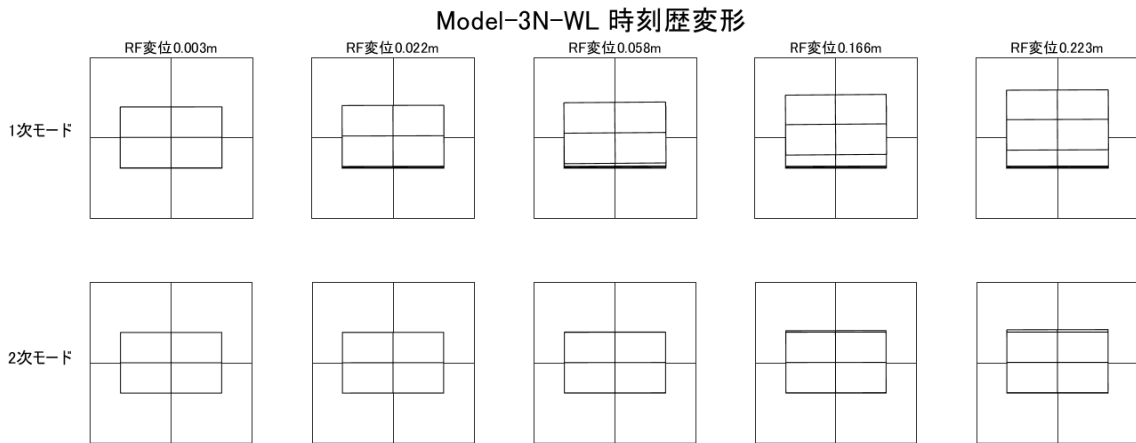 Model-3N-WL 時刻歴変形
RF変位0.003m
RF変位0.022m
RF変位0.058m
RF変位0.166m
RF変位0.223m
1次モード
2次モード